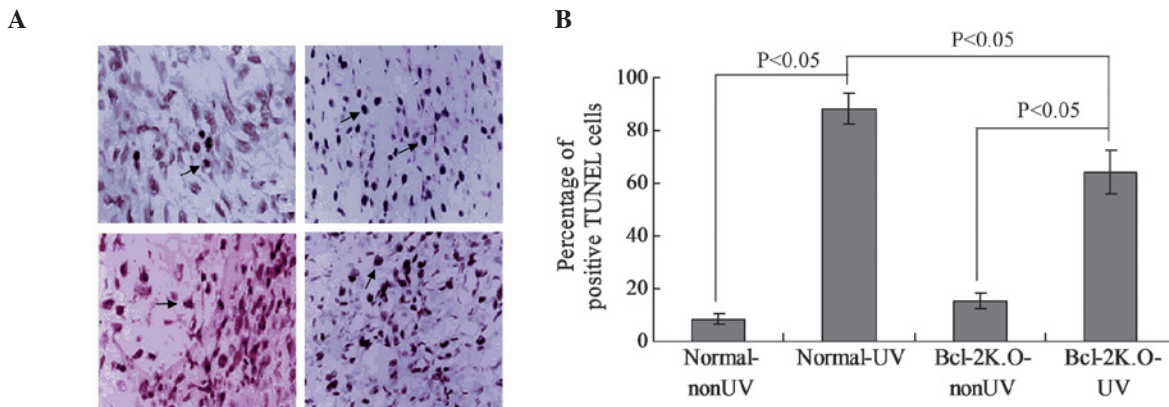 A
B
P<0.05
P<0.05
P<0.05
100
80
60
40
20
0
Percentage of
positive TUNEL cells
Normal-
nonUV
Normal-UV
Bcl-2K.O-
nonUV
Bcl-2K.O-
UV